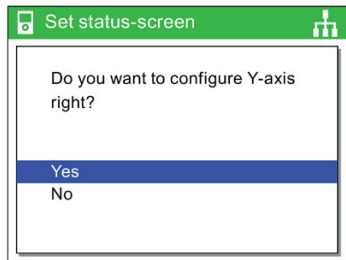 Set status-screen
Do you want to configure Y-axis
right?
Yes
No